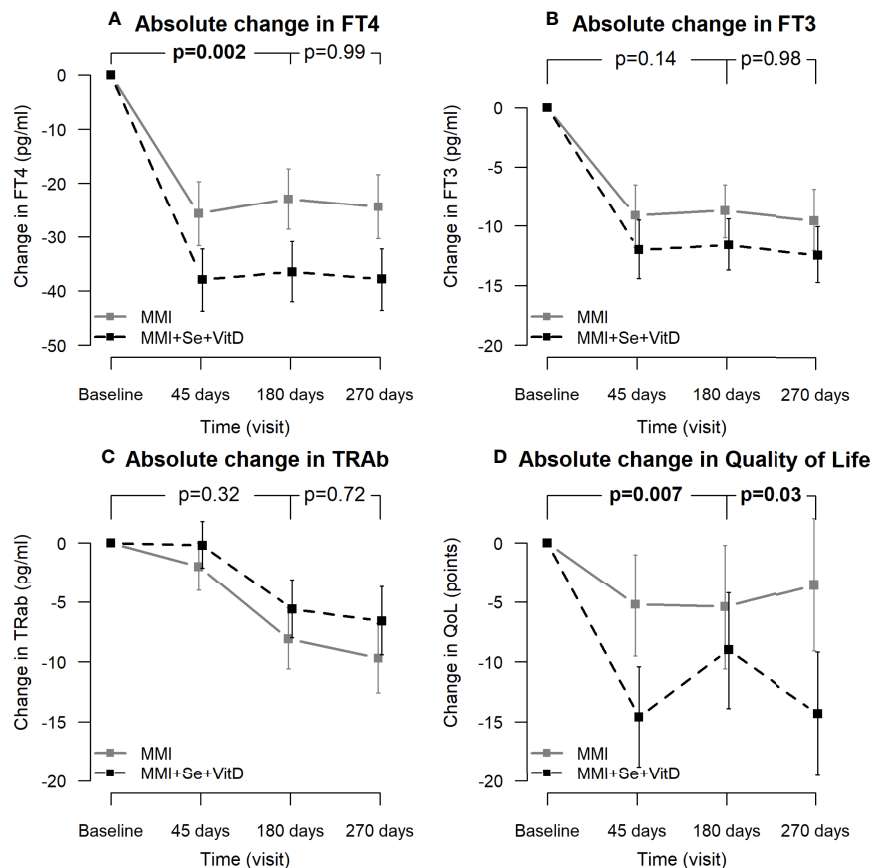 A Absolute change in FT4
p=0.002 p=0.99
0
-10
-20
-30
-40
-50
Change in FT4 (pg/ml)
MMI
MMI+Se+VitD
Baseline 45 days 180 days 270 days
Time (visit)
B Absolute change in FT3
p=0.14 p=0.98
0
-5
-10
-15
-20
Change in FT3 (pg/ml)
MMI
MMI+Se+VitD
Baseline 45 days 180 days 270 days
Time (visit)
C Absolute change in TRAb
p=0.32 p=0.72
0
-5
-10
-15
-20
Change in TRab (pg/ml)
MMI
MMI+Se+VitD
Baseline 45 days 180 days 270 days
Time (visit)
D Absolute change in Quality of Life
p=0.007 p=0.03
0
-5
-10
-15
-20
Change in QoL (points)
MMI
MMI+Se+VitD
Baseline 45 days 180 days 270 days
Time (visit)